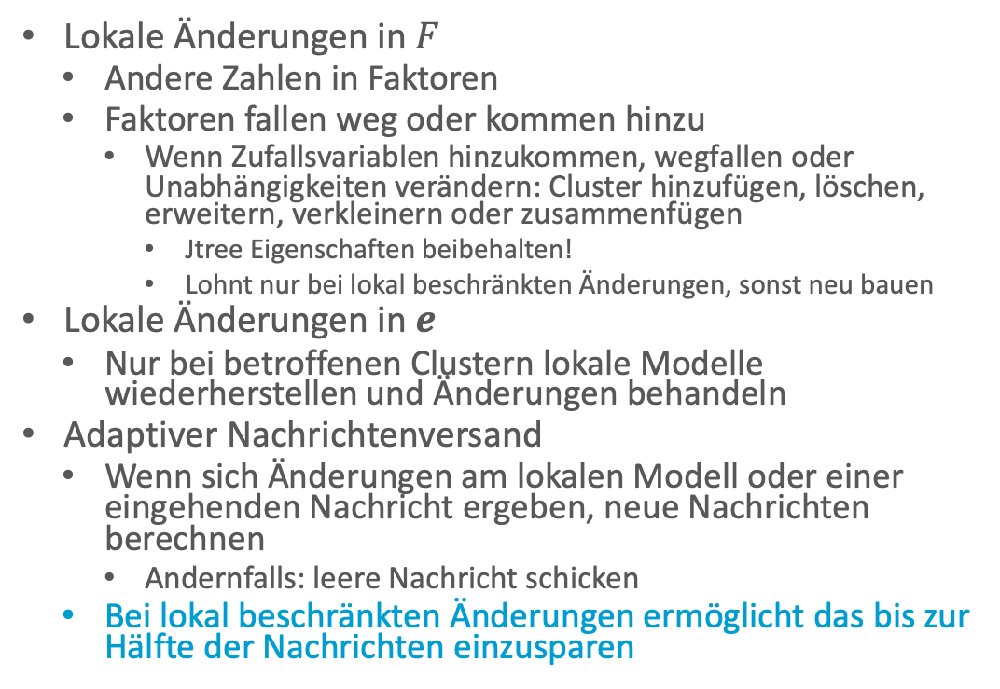 • Lokale Änderungen in F
• Andere Zahlen in Faktoren
• Faktoren fallen weg oder kommen hinzu
• Wenn Zufallsvariablen hinzukommen, wegfallen oder
Unabhängigkeiten verändern: Cluster hinzufügen, löschen,
erweitern, verkleinern oder zusammenfügen
• Jtree Eigenschaften beibehalten!
• Lohnt nur bei lokal beschränkten Änderungen, sonst neu bauen
• Lokale Änderungen in e
• Nur bei betroffenen Clustern lokale Modelle
wiederherstellen und Änderungen behandeln
• Adaptiver Nachrichtenversand
• Wenn sich Änderungen am lokalen Modell oder einer
eingehenden Nachricht ergeben, neue Nachrichten
berechnen
• Andernfalls: leere Nachricht schicken
• Bei lokal beschränkten Änderungen ermöglicht das bis zur
Hälfte der Nachrichten einzusparen